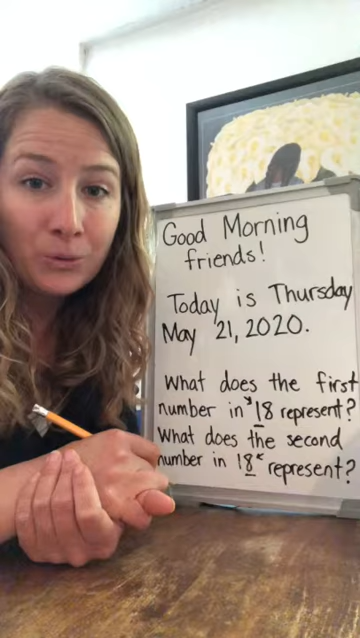 Good Morning
friends!
Today is Thursday
May 21, 2020.
What does the first
number in 18 represent?
What does the second
number in 18 represent?